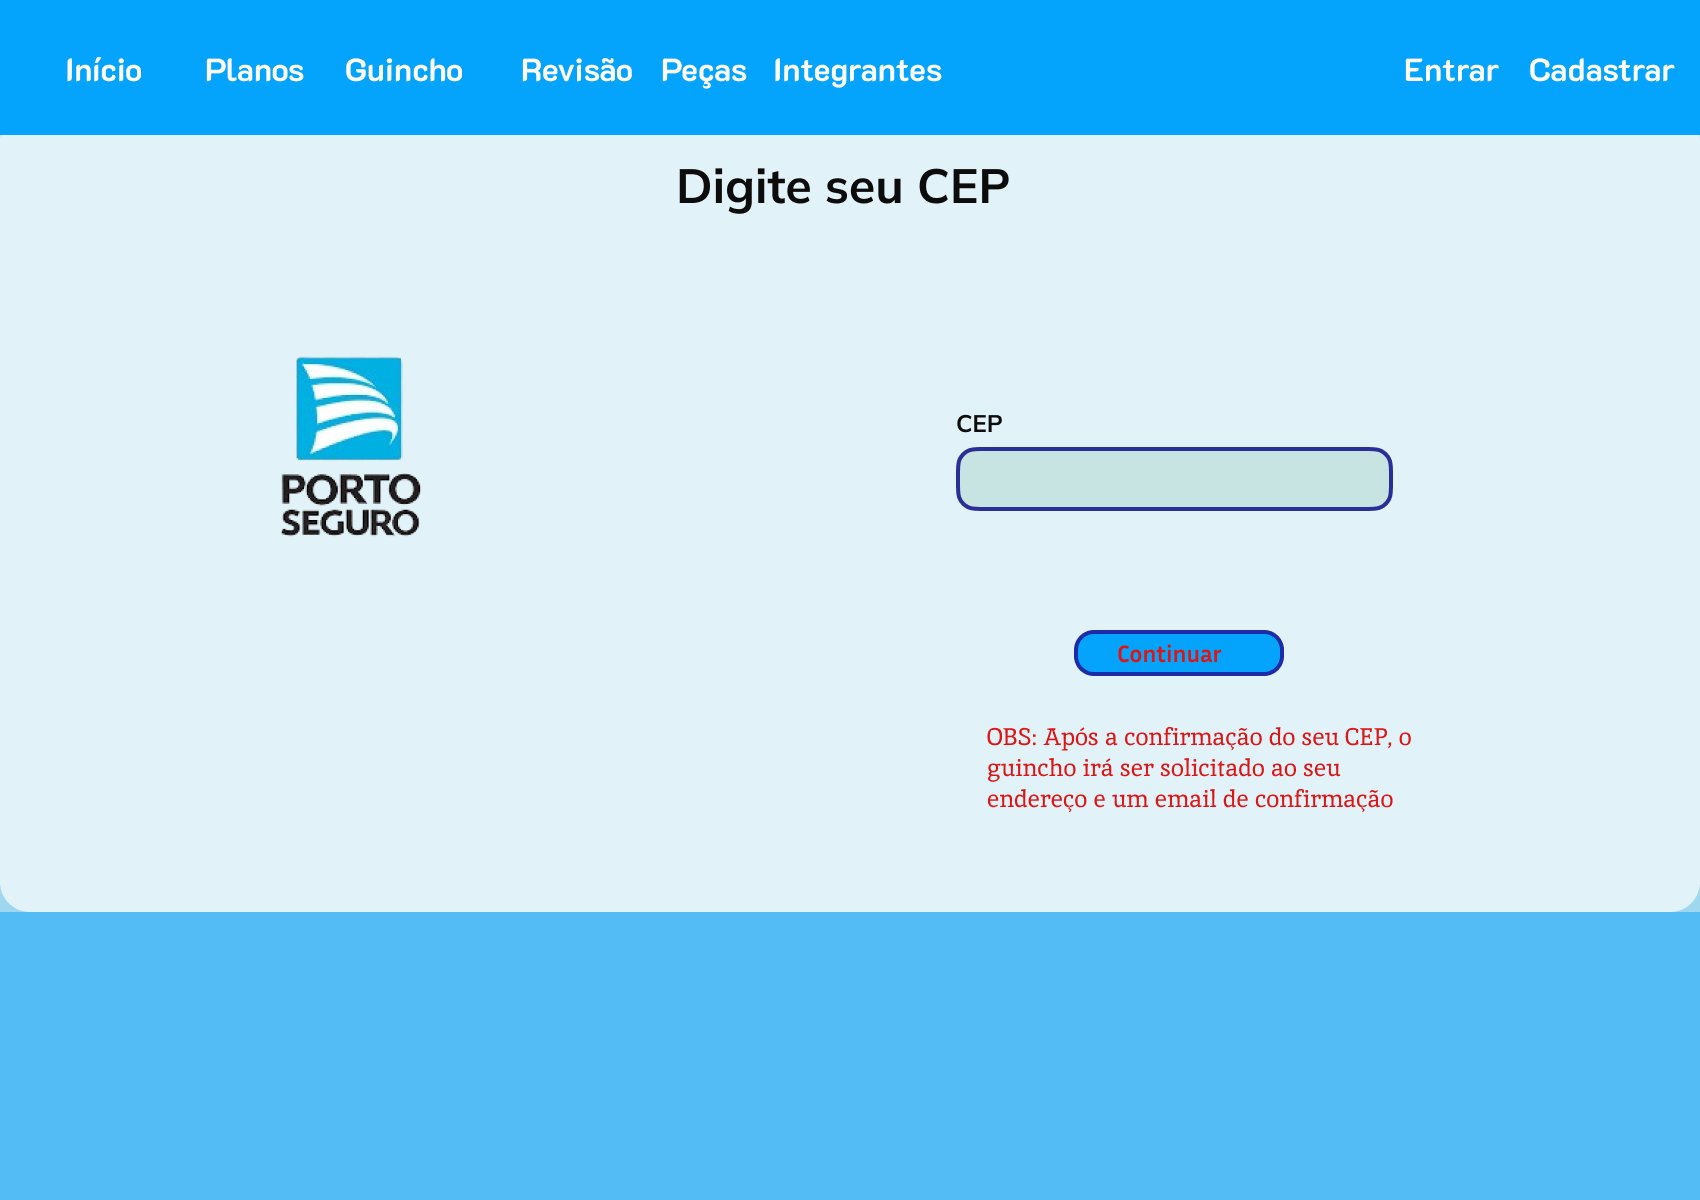 Início Planos Guincho Revisão Peças Integrantes Entrar Cadastrar
Digite seu CEP
PORTO
SEGURO
CEP
Continuar
OBS: Após a confirmação do seu CEP, o
guincho irá ser solicitado ao seu
endereço e um email de confirmação